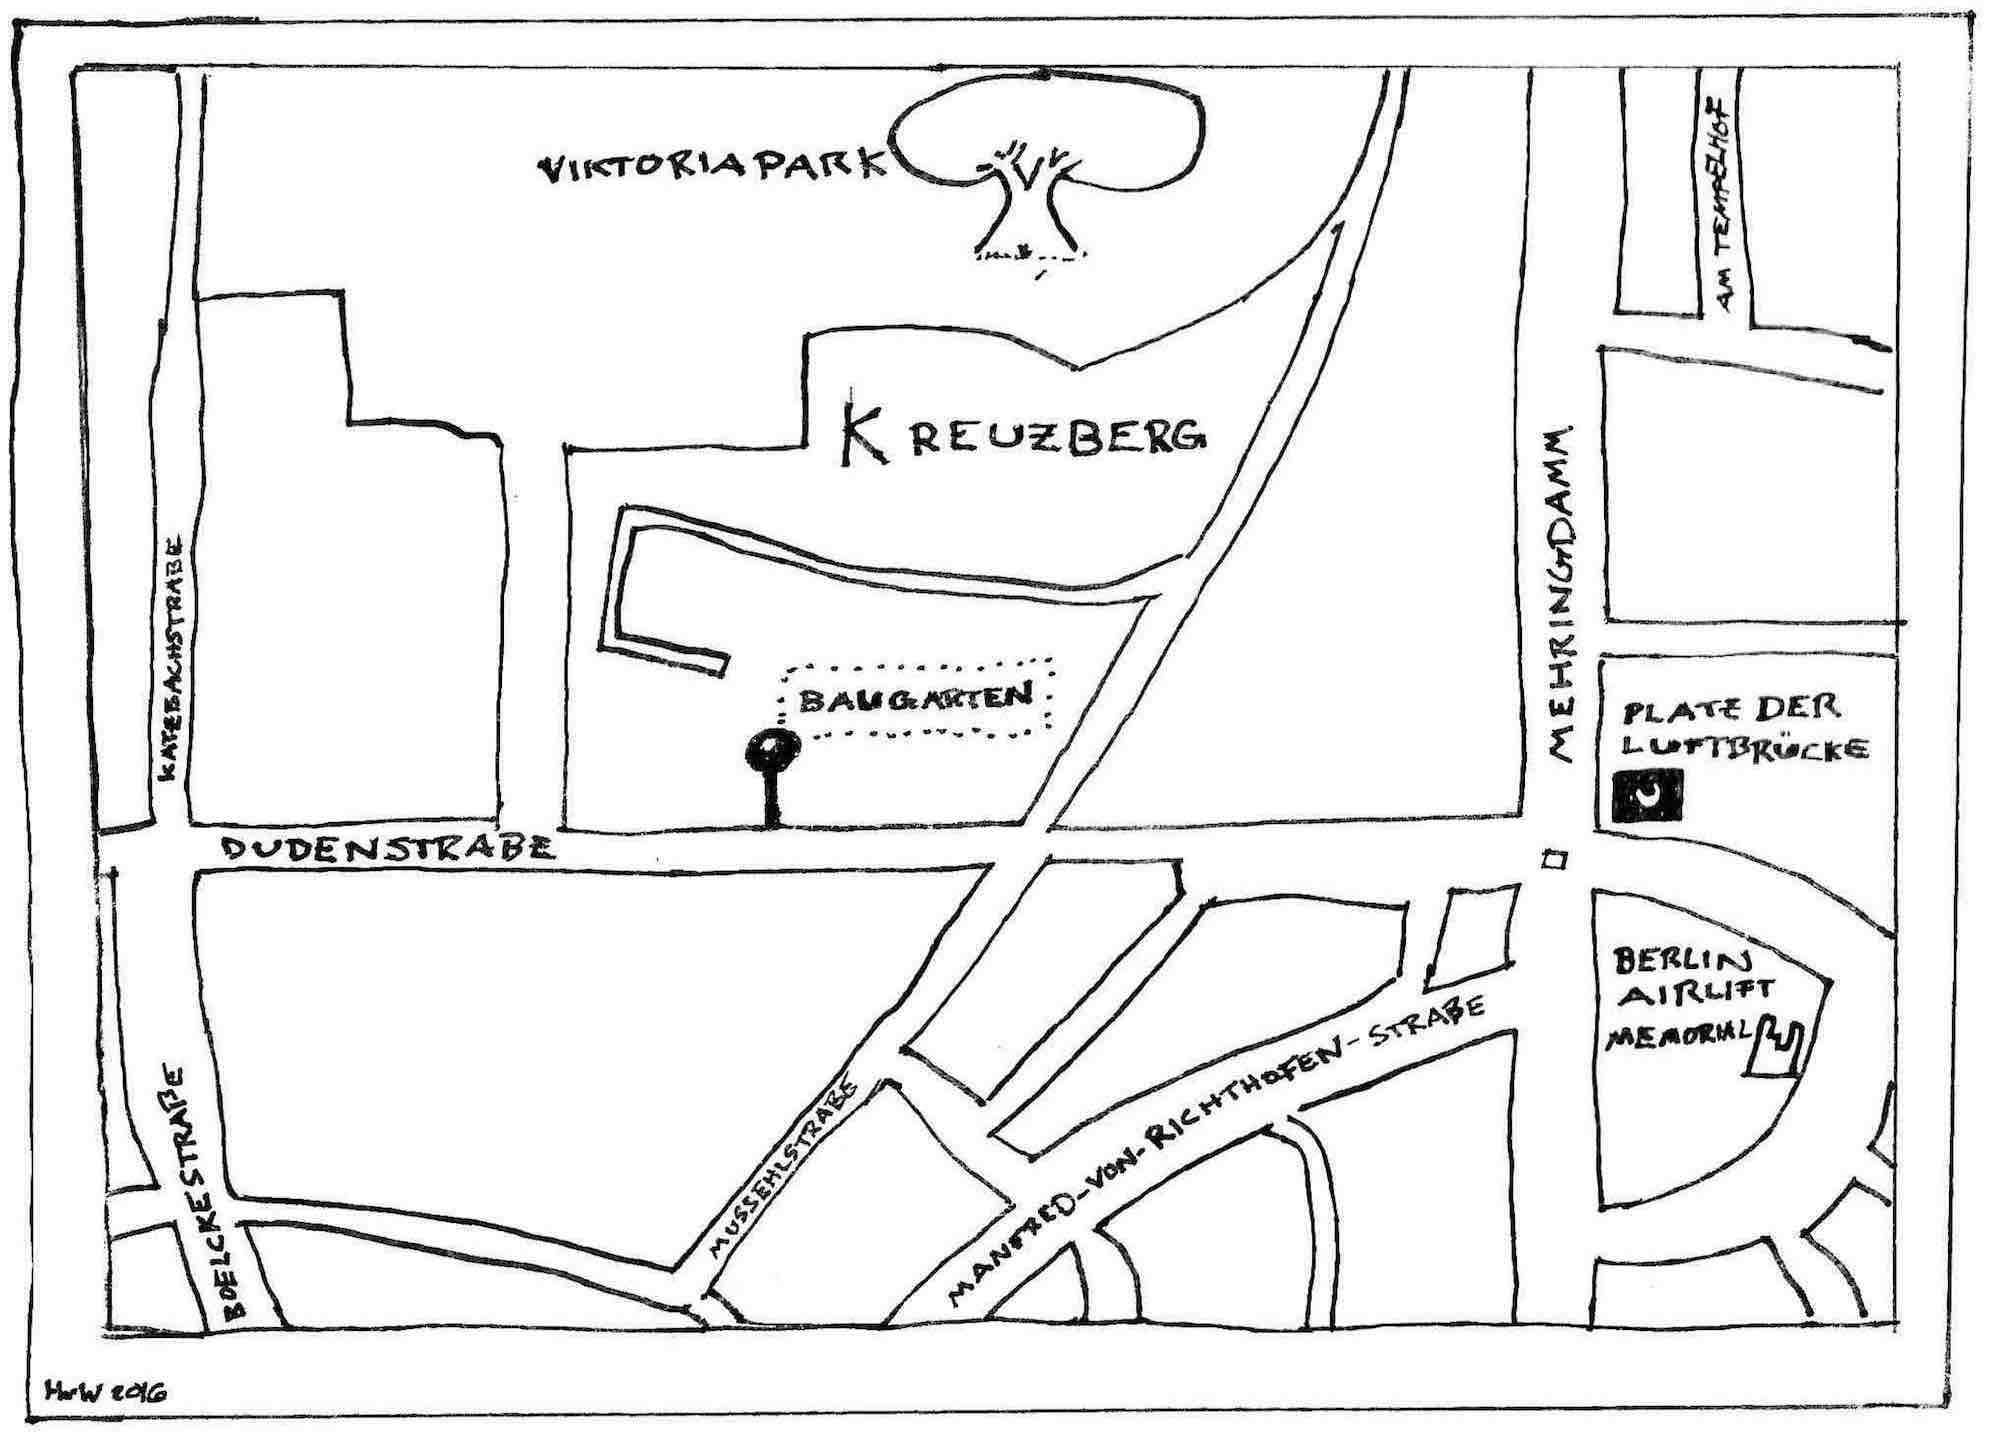 VIKTORIAPARK
AM TEMPELHOF
KREUZBERG
MEHRINGDAMM
KATZBACHSTRAßE
BAUGARTEN
PLATZ DER
LUFTBRÜCKE
DUDENSTRAßE
BERLIN
AIRLIFT
MEMORIAL
MANFRED-VON-RICHTHOFEN-STRAßE
MUSSEHLSTRAßE
BOELCKESTRAßE
HvW 2016